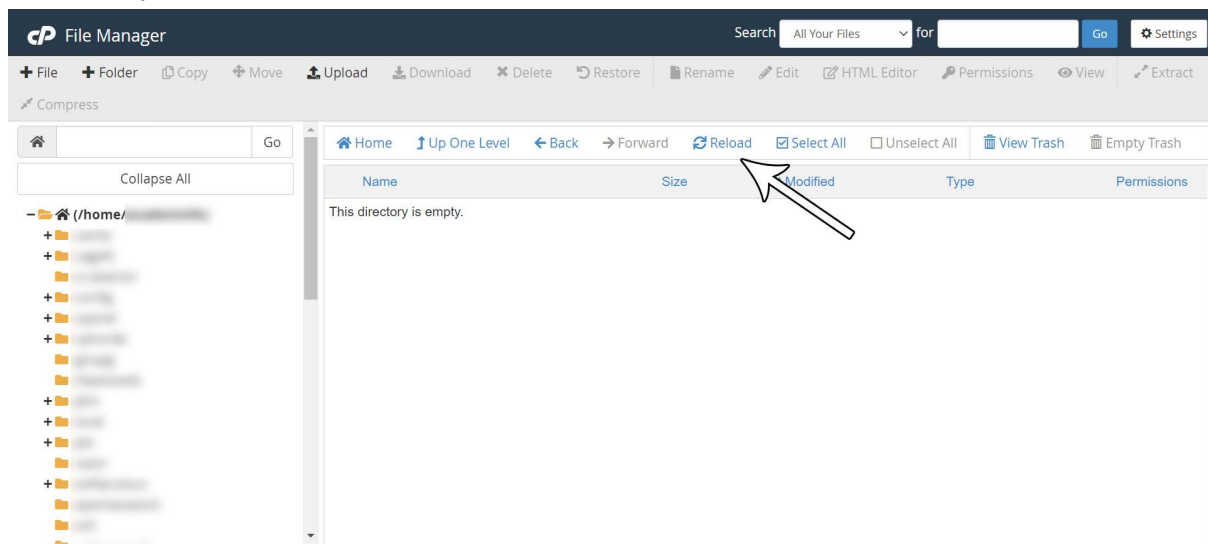 cP File Manager
Search All Your Files for Go Settings
File Folder Copy Move Upload Download Delete Restore Rename Edit HTML Editor Permissions View Extract
Compress
Go Home Up One Level Back Forward Reload Select All Unselect All View Trash Empty Trash
Collapse All
Name Size Modified Type Permissions
This directory is empty.
(/home/